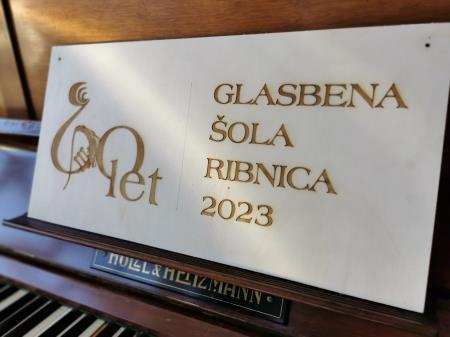 60 let
GLASBENA
ŠOLA
RIBNICA
2023
HÖLZL & HEITZMANN